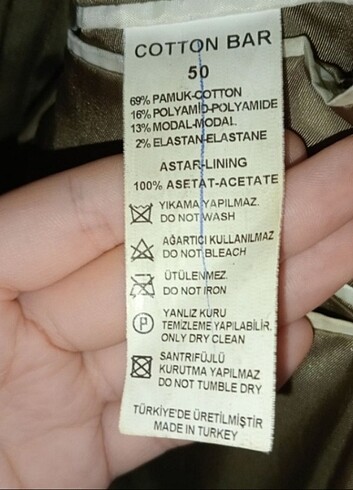 COTTON BAR
50
69% PAMUK-COTTON
16% POLYAMİD-POLYAMIDE
13% MODAL-MODAL
2% ELASTAN-ELASTANE
ASTAR-LINING
100% ASETAT-ACETATE
YIKAMA YAPILMAZ.
DO NOT WASH
AĞARTICI KULLANILMAZ
DO NOT BLEACH
ÜTÜLENMEZ.
DO NOT IRON
P
YANLIZ KURU
TEMİZLEME YAPILABİLİR.
ONLY DRY CLEAN
SANTRIFÜJLÜ
KURUTMA YAPILMAZ
DO NOT TUMBLE DRY
TÜRKİYE'DE ÜRETİLMİŞTİR
MADE IN TURKEY